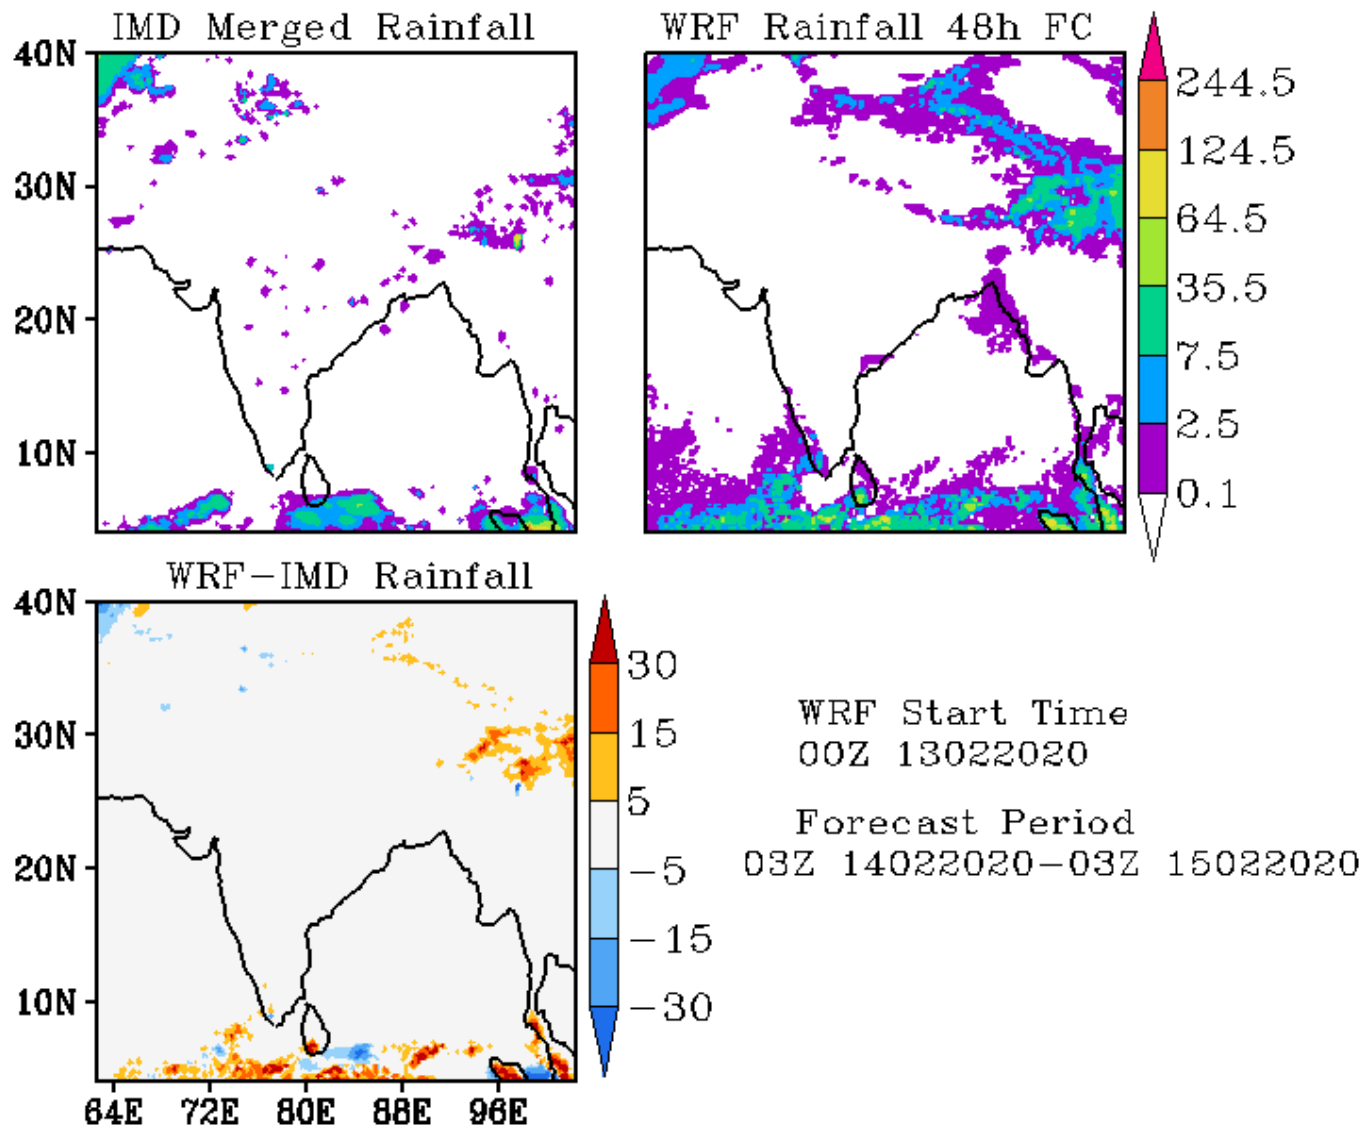 IMD Merged Rainfall
WRF Rainfall 48h FC
40N
30N
20N
10N
244.5
124.5
64.5
35.5
7.5
2.5
0.1
WRF-IMD Rainfall
40N
30N
20N
10N
64E 72E 80E 88E 96E
30
15
5
-5
-15
-30
WRF Start Time
00Z 13022020
Forecast Period
03Z 14022020-03Z 15022020